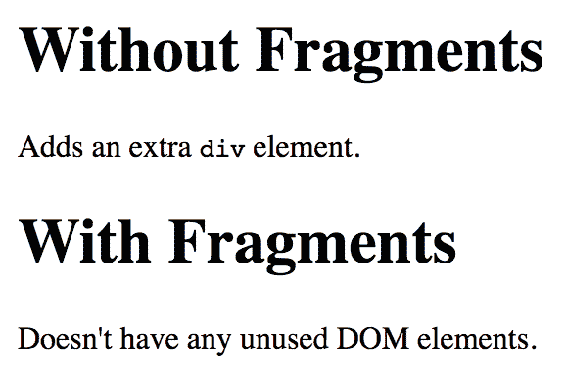 Without Fragments
Adds an extra div element.
With Fragments
Doesn't have any unused DOM elements.